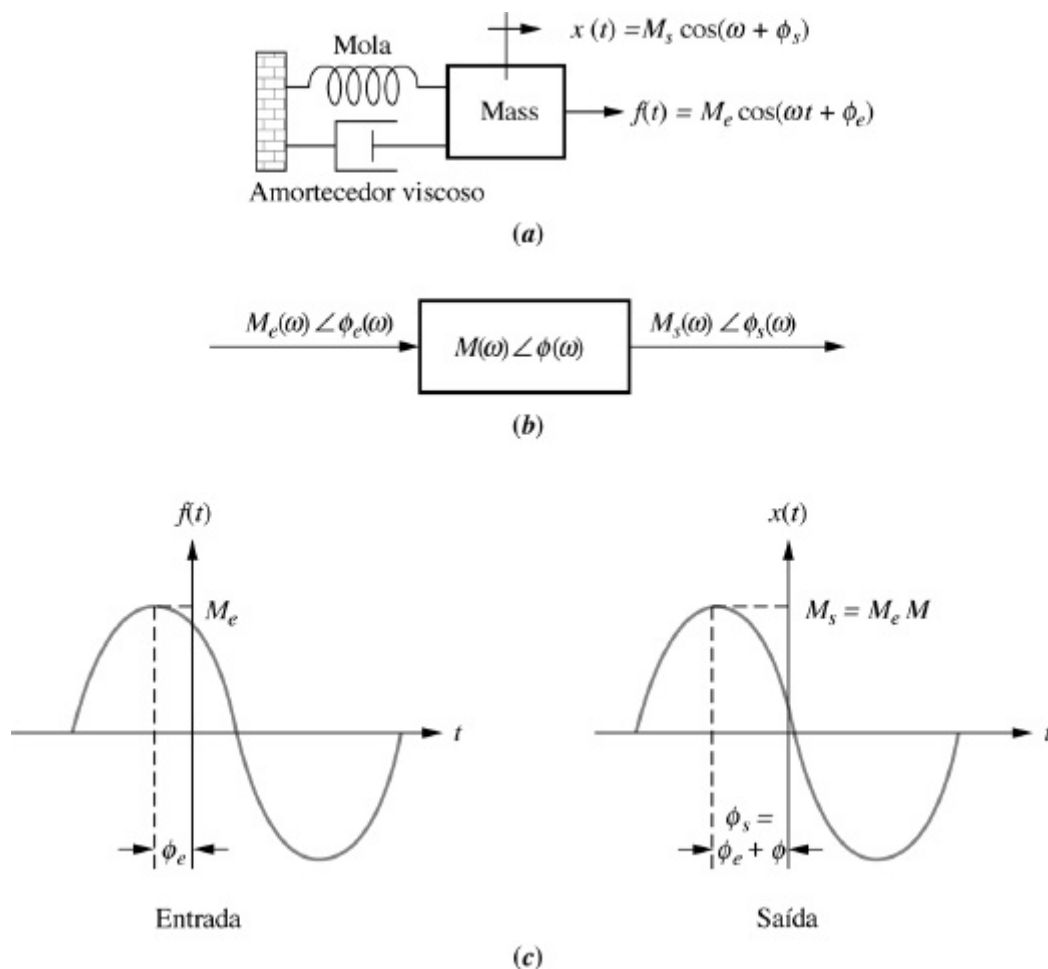 x (t) = M_s cos(ω + ϕ_s)
Mola
Mass
f(t) = M_e cos(ωt + ϕ_e)
Amortecedor viscoso
(a)
M_e(ω) ∠ϕ_e(ω)
M(ω) ∠ϕ(ω)
M_s(ω) ∠ϕ_s(ω)
(b)
f(t)
M_e
t
ϕ_e
Entrada
x(t)
M_s = M_e M
t
ϕ_s =
ϕ_e + ϕ
Saída
(c)